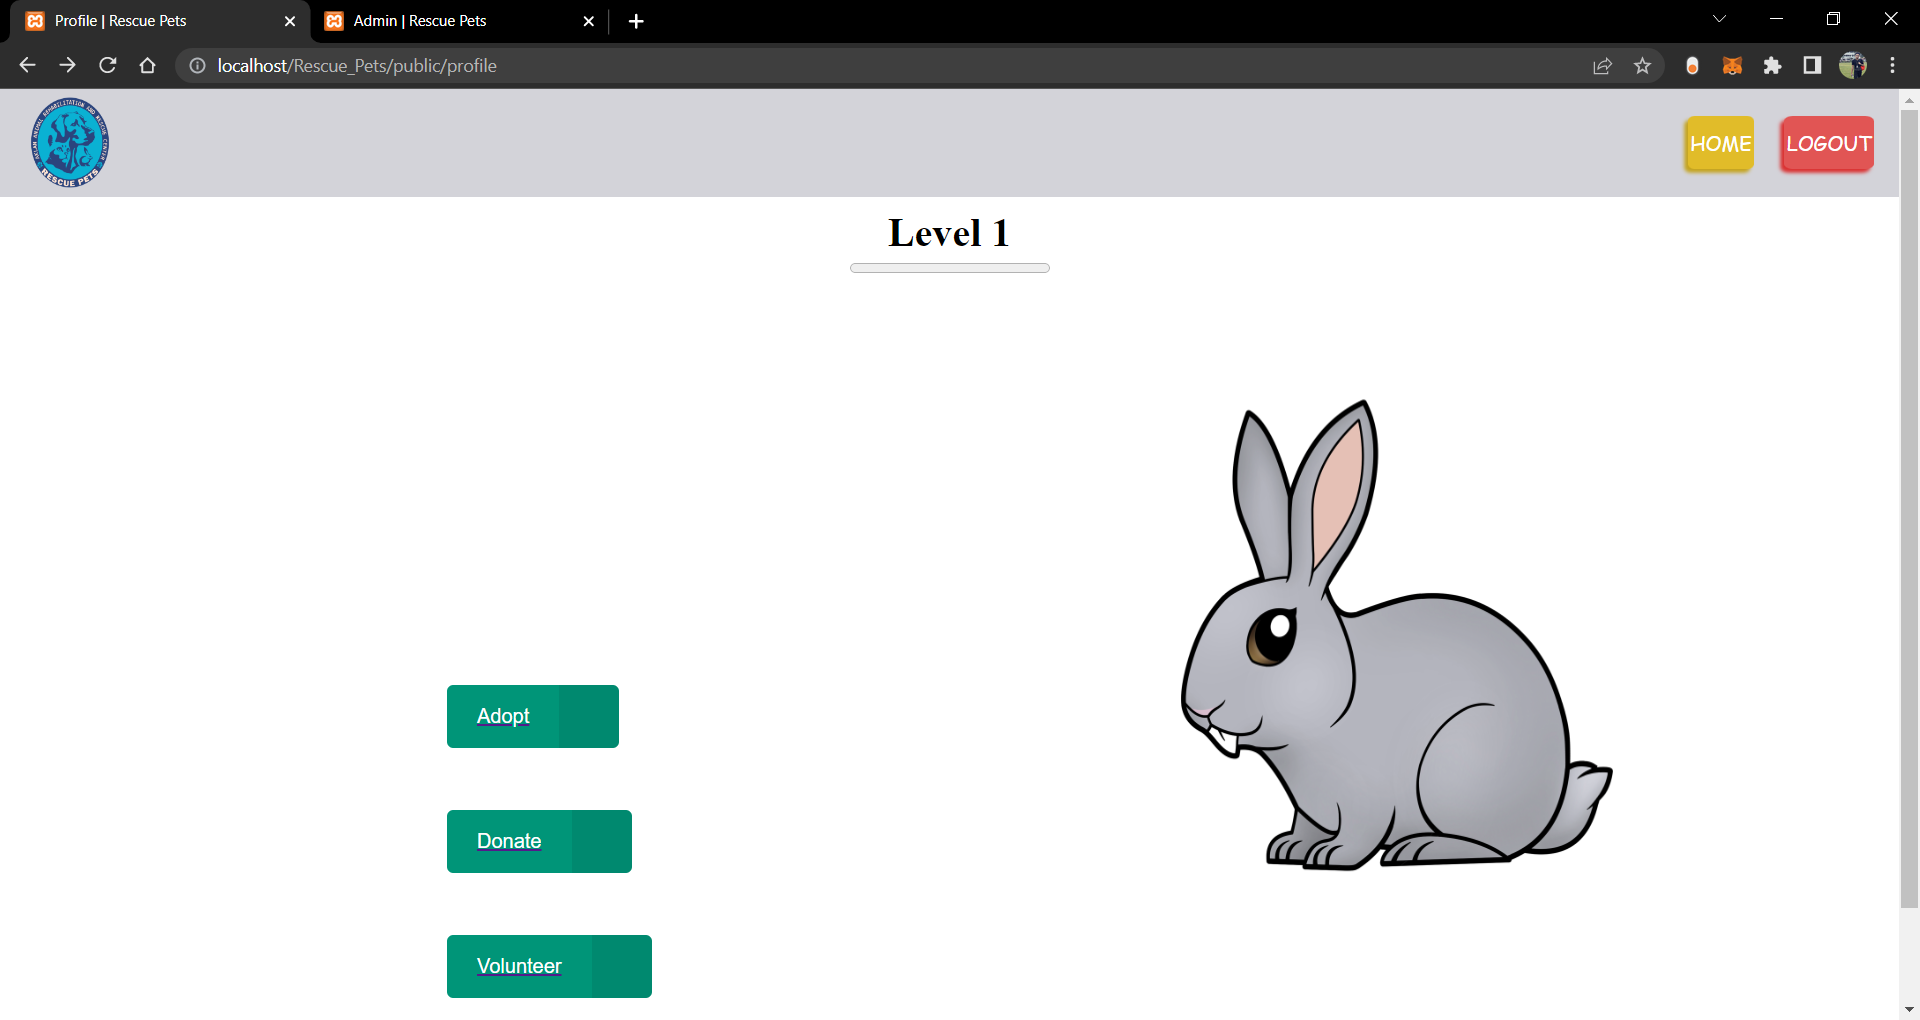 Profile | Rescue Pets
Admin | Rescue Pets
localhost/Rescue_Pets/public/profile
RESCUE PETS
HOME
LOGOUT
Level 1
Adopt
Donate
Volunteer